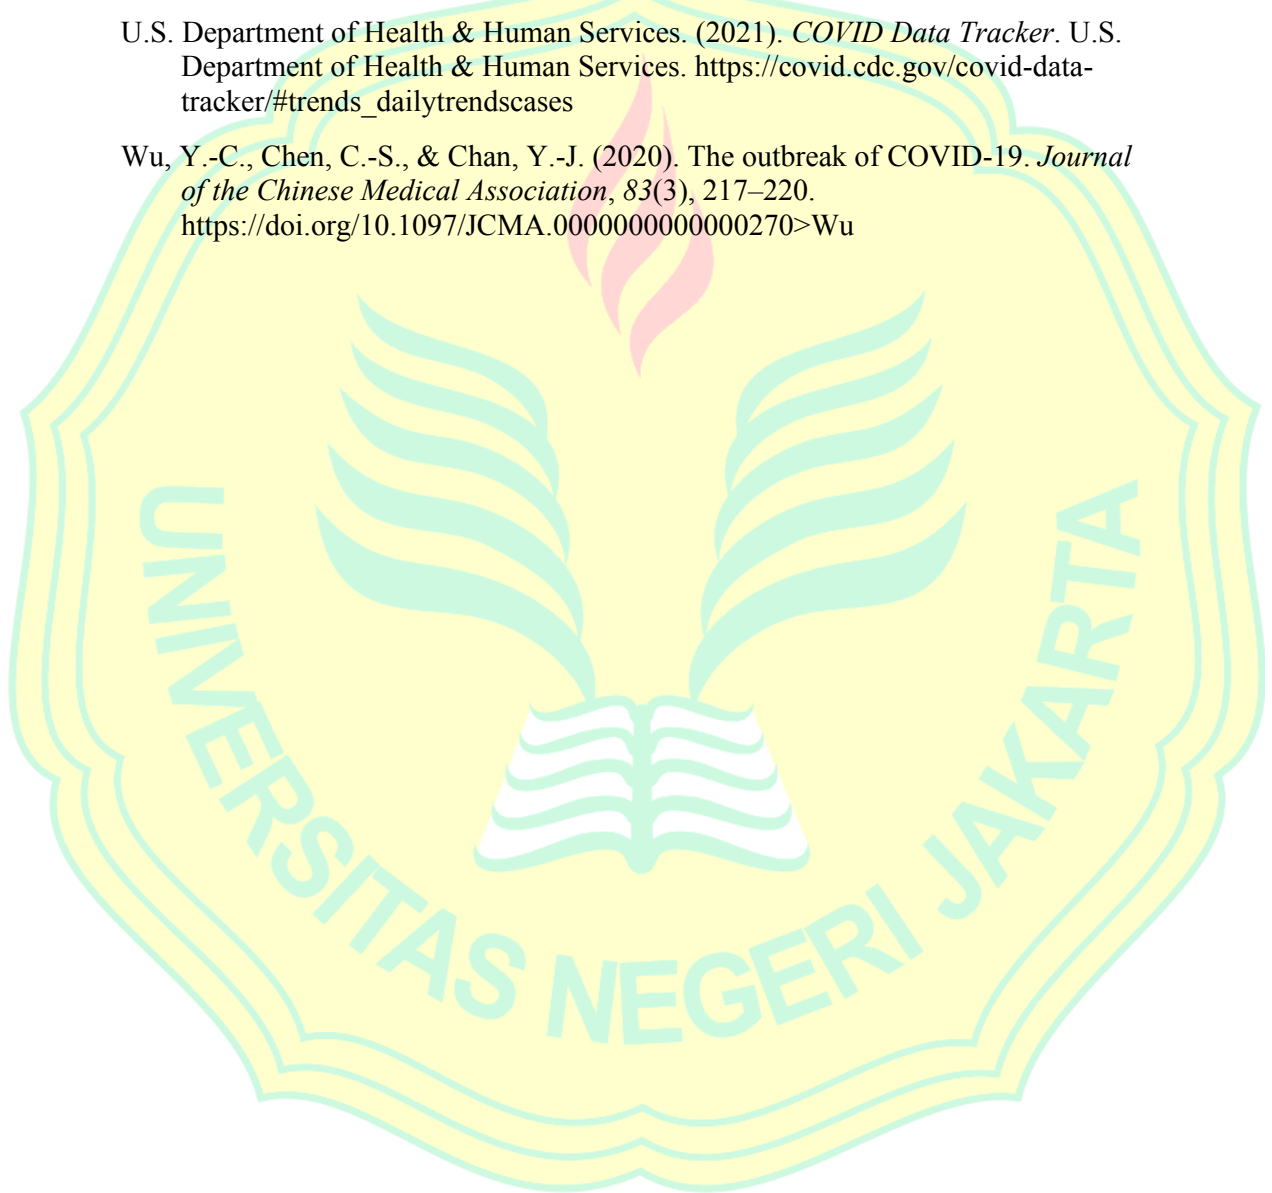 U.S. Department of Health & Human Services. (2021). COVID Data Tracker. U.S.
Department of Health & Human Services. https://covid.cdc.gov/covid-data-
tracker/#trends_dailytrendscases
Wu, Y.-C., Chen, C.-S., & Chan, Y.-J. (2020). The outbreak of COVID-19. Journal
of the Chinese Medical Association, 83(3), 217–220.
https://doi.org/10.1097/JCMA.0000000000000270>Wu
UNIVERSITAS NEGERI JAKARTA